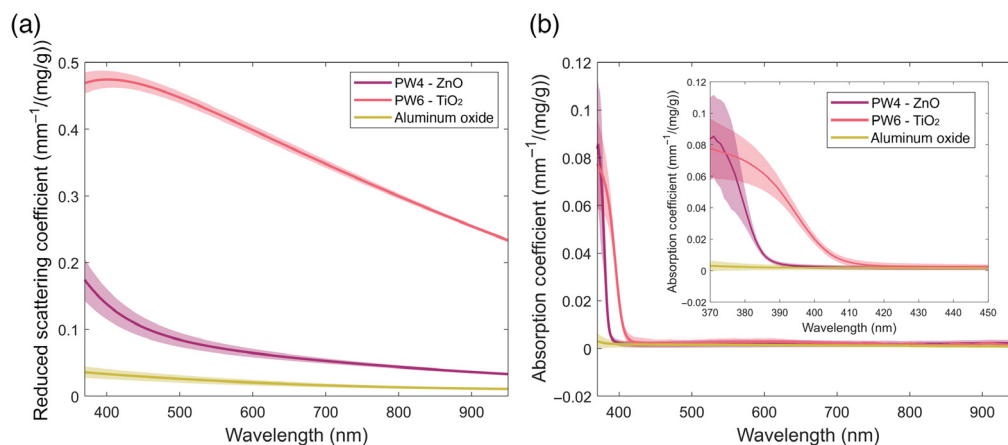 (a)
Reduced scattering coefficient (mm⁻¹/(mg/g))
0.5
0.4
0.3
0.2
0.1
0
400 500 600 700 800 900
Wavelength (nm)
PW4 - ZnO
PW6 - TiO₂
Aluminum oxide
(b)
Absorption coefficient (mm⁻¹/(mg/g))
0.12
0.1
0.08
0.06
0.04
0.02
0
−0.02
400 500 600 700 800 900
Wavelength (nm)
Absorption coefficient (mm⁻¹/(mg/g))
0.12
0.1
0.08
0.06
0.04
0.02
0
−0.02
370 380 390 400 410 420 430 440 450
Wavelength (nm)
PW4 - ZnO
PW6 - TiO₂
Aluminum oxide